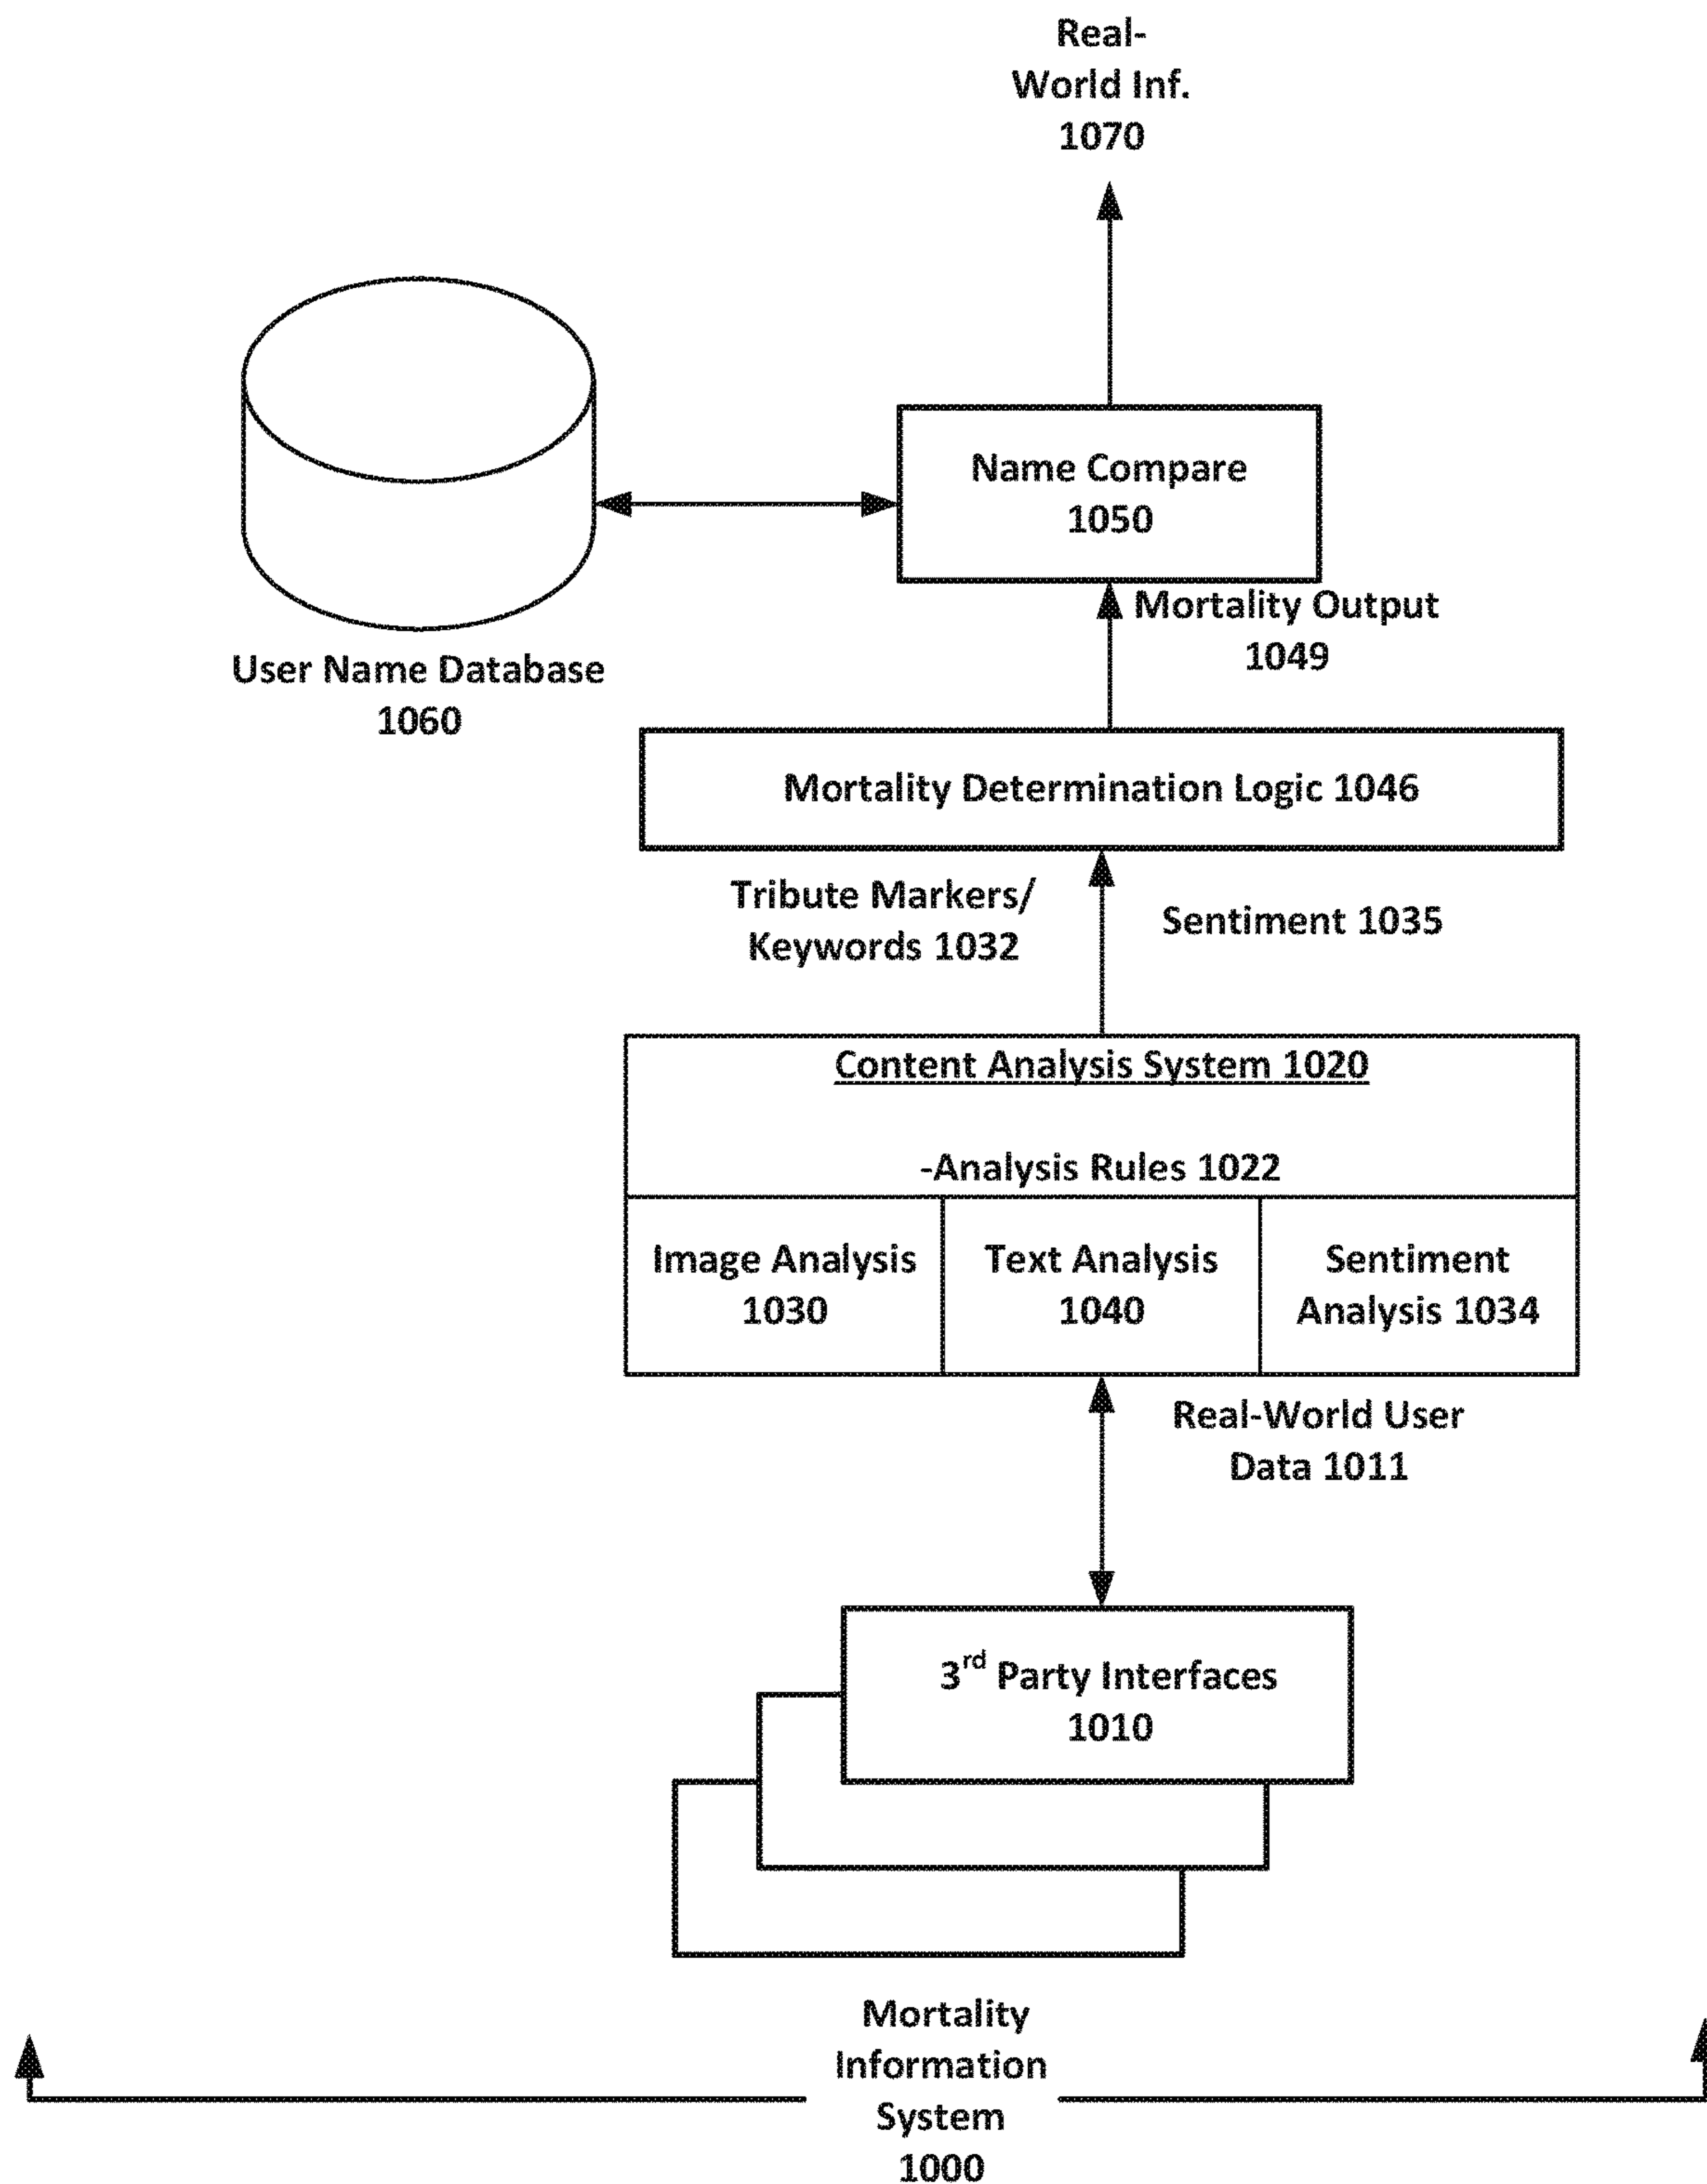 Real-
World Inf.
1070
Name Compare
1050
Mortality Output
1049
User Name Database
1060
Mortality Determination Logic 1046
Tribute Markers/
Keywords 1032
Sentiment 1035
Content Analysis System 1020
-Analysis Rules 1022
Image Analysis
1030
Text Analysis
1040
Sentiment
Analysis 1034
Real-World User
Data 1011
3rd Party Interfaces
1010
Mortality
Information
System
1000